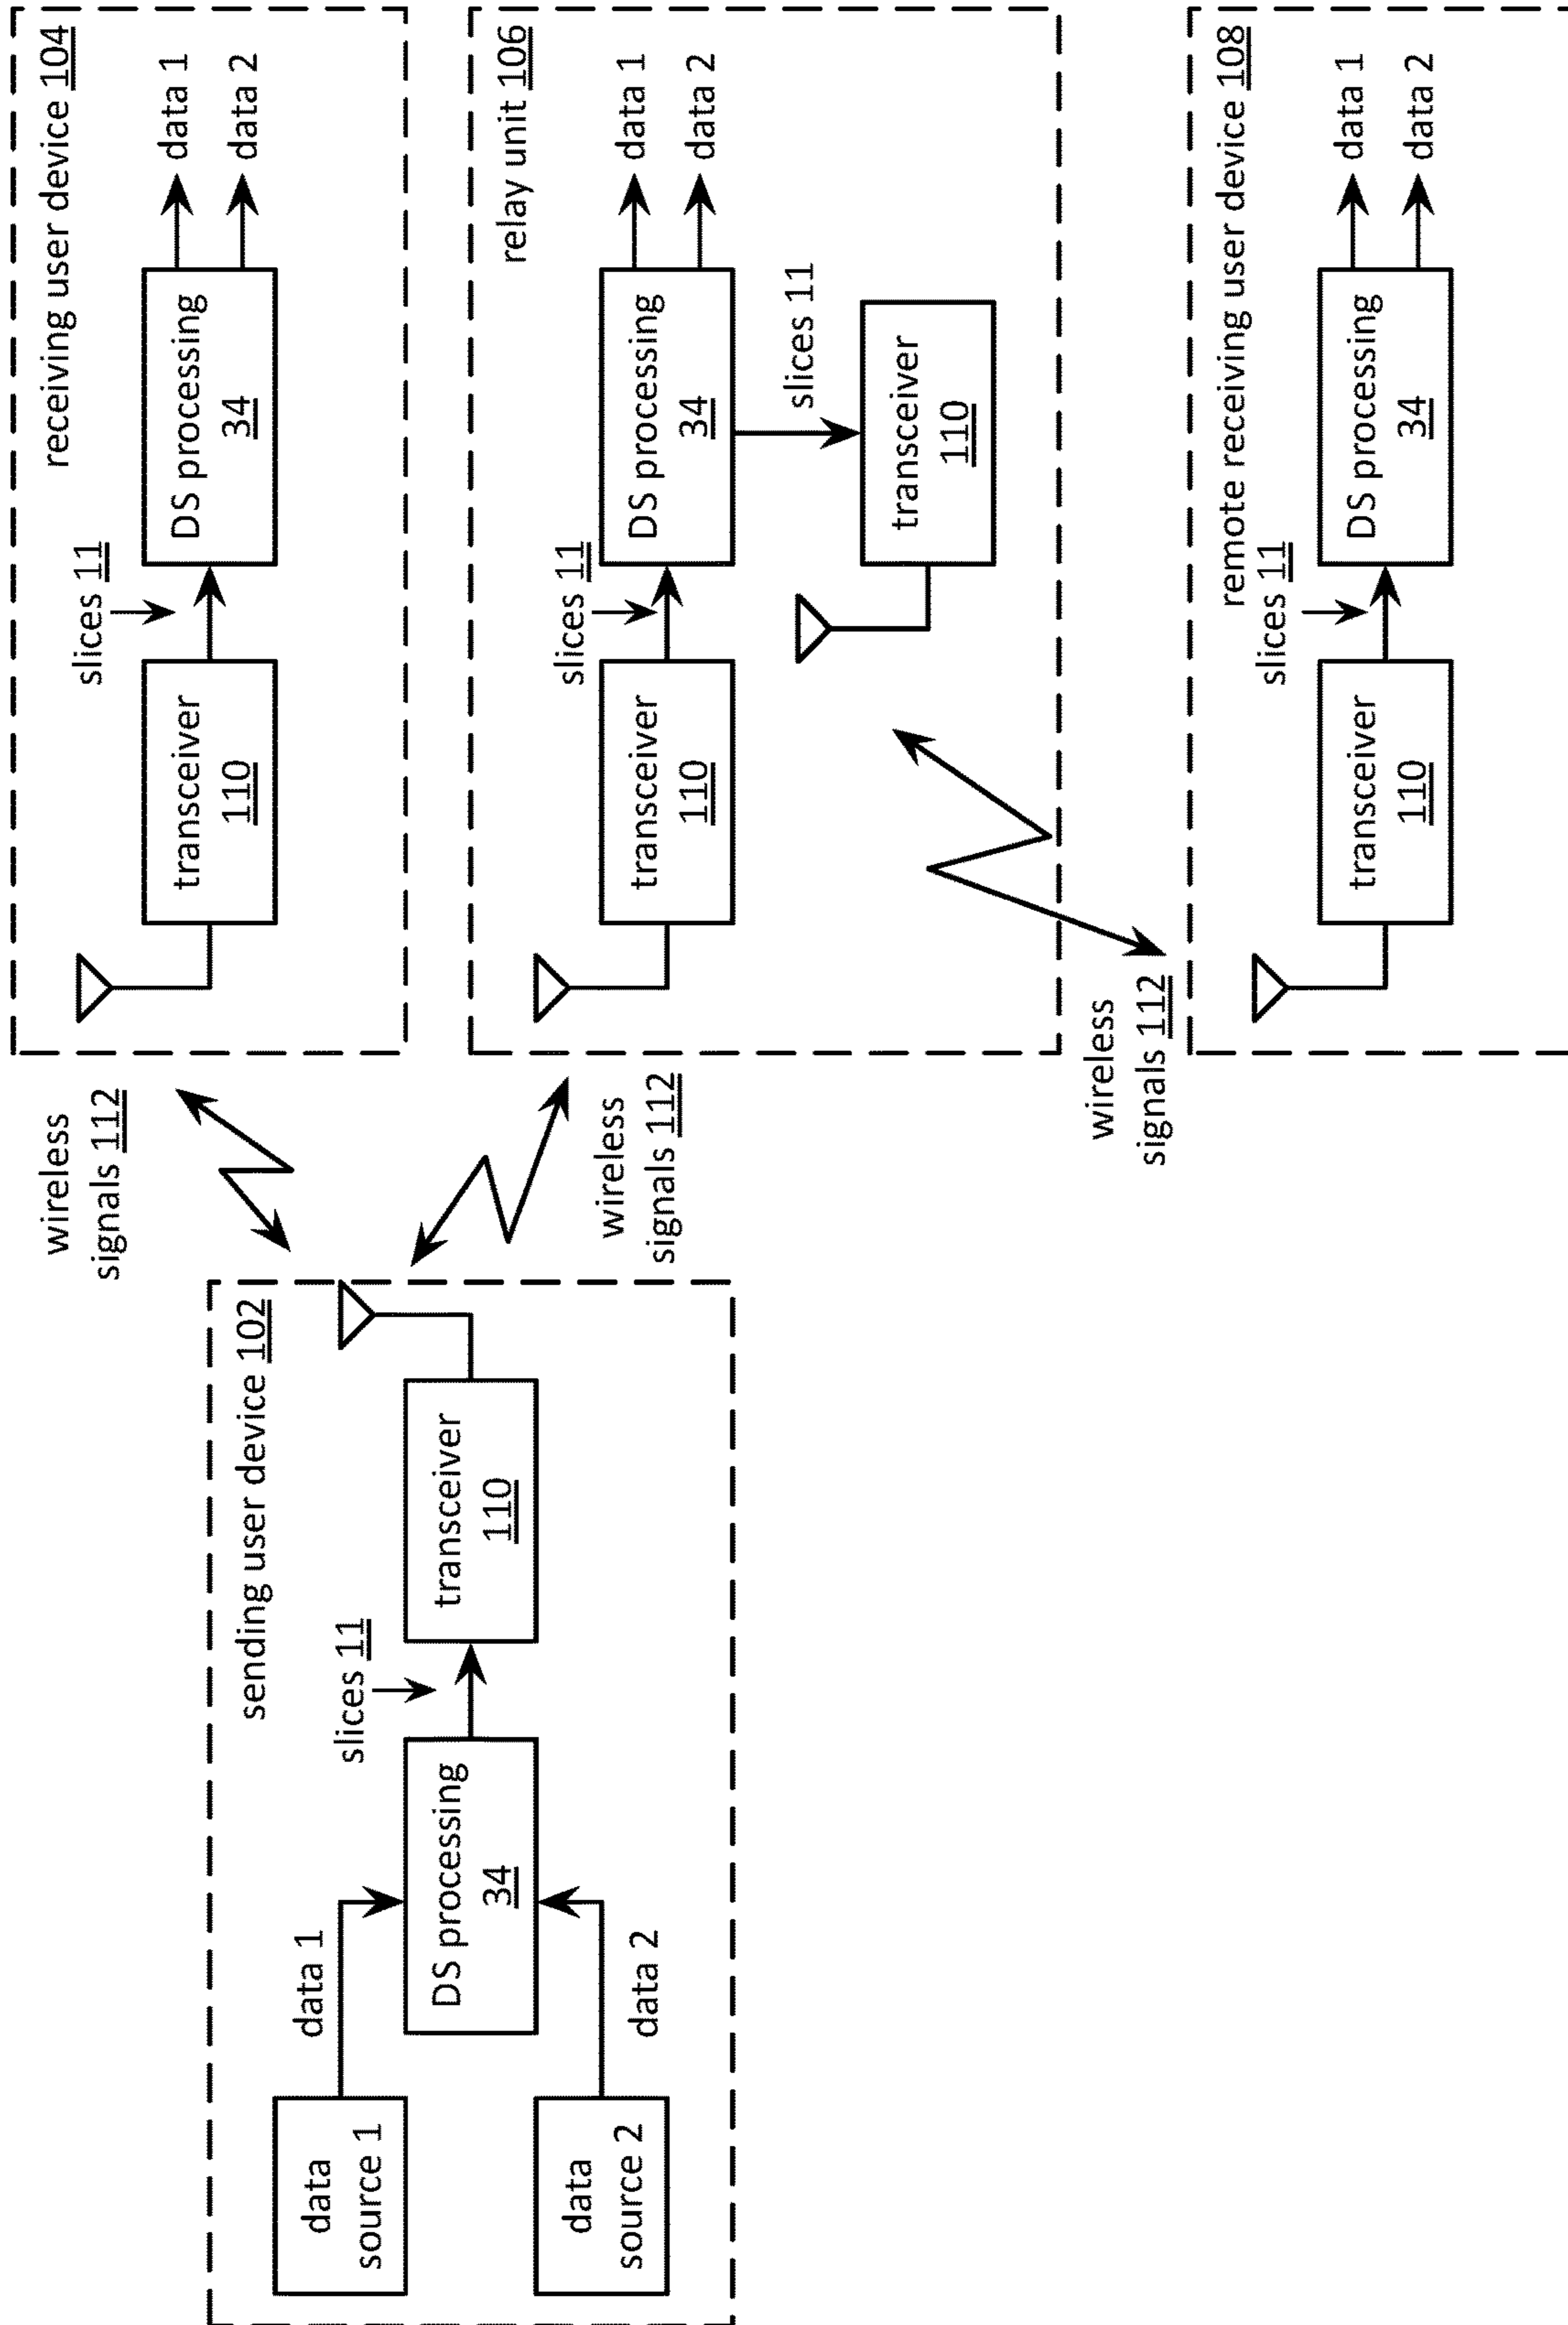 sending user device 102
data
source 1
data 1
data
source 2
data 2
DS processing
34
slices 11
transceiver
110
wireless
signals 112
wireless
signals 112
receiving user device 104
transceiver
110
slices 11
DS processing
34
data 1
data 2
relay unit 106
transceiver
110
slices 11
DS processing
34
data 1
data 2
slices 11
transceiver
110
wireless
signals 112
remote receiving user device 108
transceiver
110
slices 11
DS processing
34
data 1
data 2